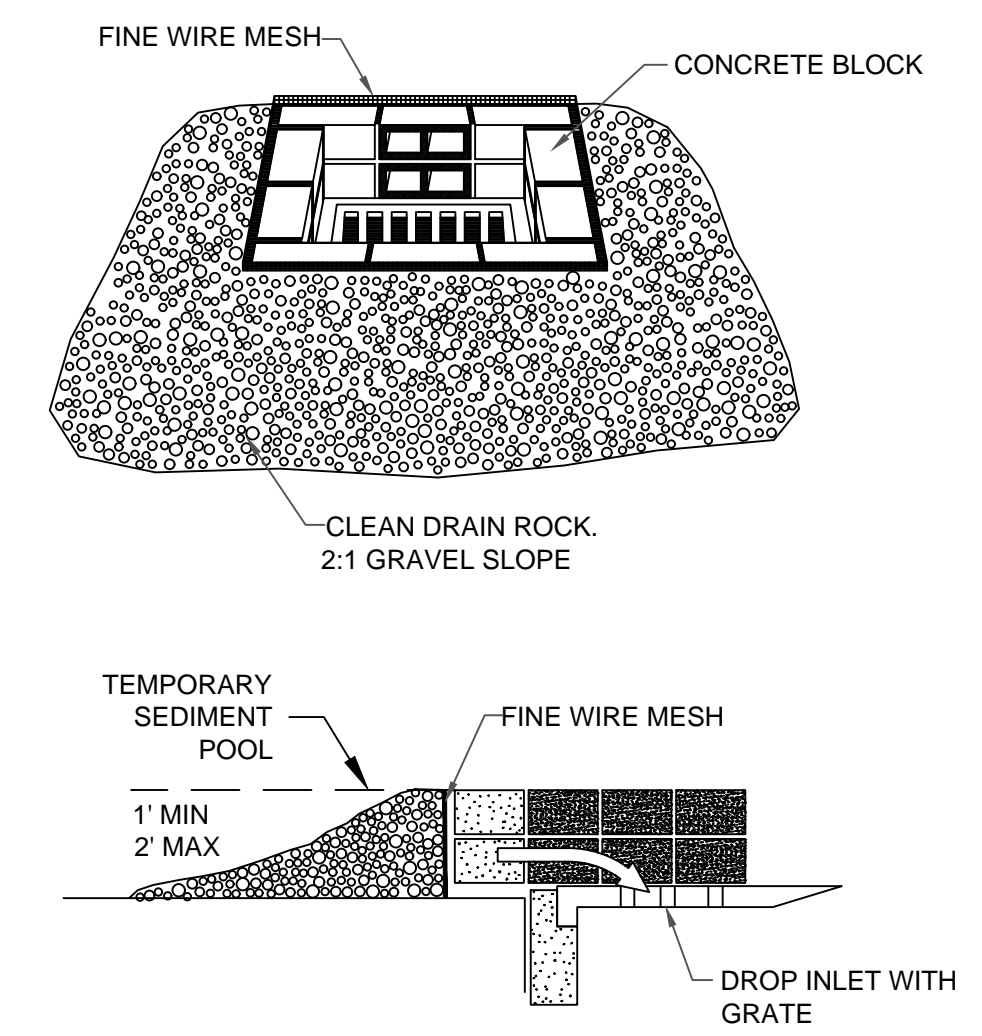 FINE WIRE MESH
CONCRETE BLOCK
CLEAN DRAIN ROCK.
2:1 GRAVEL SLOPE
TEMPORARY
SEDIMENT
POOL
FINE WIRE MESH
1' MIN
2' MAX
DROP INLET WITH
GRATE